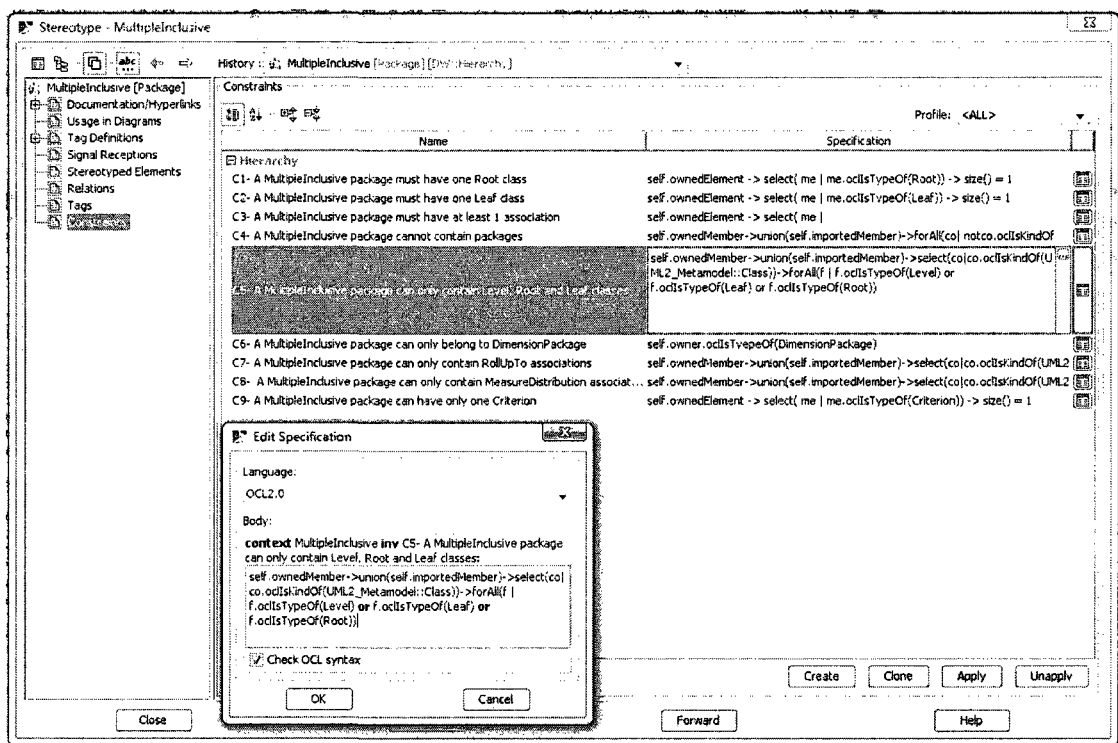 Stereotype - MultipleInclusive
History : MultipleInclusive [Package] [DW::Hierarchy]
MultipleInclusive [Package]
Documentation/Hyperlinks
Usage in Diagrams
Tag Definitions
Signal Receptions
Stereotyped Elements
Relations
Tags
Constraints
Constraints
Profile: <ALL>
Name Specification
Hierarchy
C1- A MultipleInclusive package must have one Root class self.ownedElement -> select( me | me.oclIsTypeOf(Root)) -> size() = 1
C2- A MultipleInclusive package must have one Leaf class self.ownedElement -> select( me | me.oclIsTypeOf(Leaf)) -> size() = 1
C3- A MultipleInclusive package must have at least 1 association self.ownedElement -> select( me |
C4- A MultipleInclusive package cannot contain packages self.ownedMember->union(self.importedMember)->forAll(co| notco.oclIsKindOf
C5- A MultipleInclusive package can only contain Level, Root and Leaf classes self.ownedMember->union(self.importedMember)->select(co|co.oclIsKindOf(U
ML2_Metamodel::Class))->forAll(f | f.oclIsTypeOf(Level) or
f.oclIsTypeOf(Leaf) or f.oclIsTypeOf(Root))
C6- A MultipleInclusive package can only belong to DimensionPackage self.owner.oclIsTyepeOf(DimensionPackage)
C7- A MultipleInclusive package can only contain RollUpTo associations self.ownedMember->union(self.importedMember)->select(co|co.oclIsKindOf(UML2
C8- A MultipleInclusive package can only contain MeasureDistribution associat... self.ownedMember->union(self.importedMember)->select(co|co.oclIsKindOf(UML2
C9- A MultipleInclusive package can have only one Criterion self.ownedElement -> select( me | me.oclIsTypeOf(Criterion)) -> size() = 1
Edit Specification
Language:
OCL2.0
Body:
context MultipleInclusive inv C5- A MultipleInclusive package
can only contain Level, Root and Leaf classes:
self.ownedMember->union(self.importedMember)->select(co|
co.oclIsKindOf(UML2_Metamodel::Class))->forAll(f |
f.oclIsTypeOf(Level) or f.oclIsTypeOf(Leaf) or
f.oclIsTypeOf(Root))
Check OCL syntax
OK Cancel
Create Clone Apply Unapply
Close Forward Help